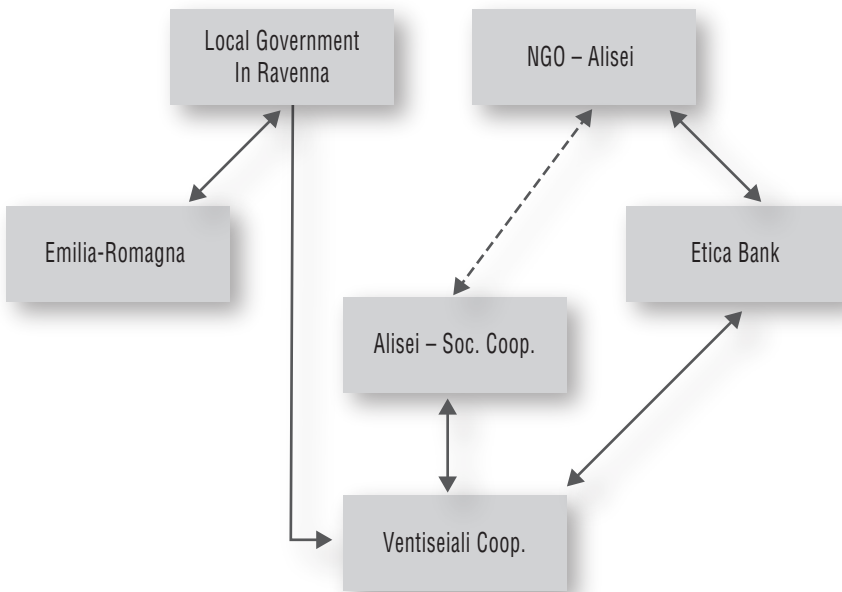 Local Government
In Ravenna
NGO – Alisei
Emilia-Romagna
Etica Bank
Alisei – Soc. Coop.
Ventiseiali Coop.